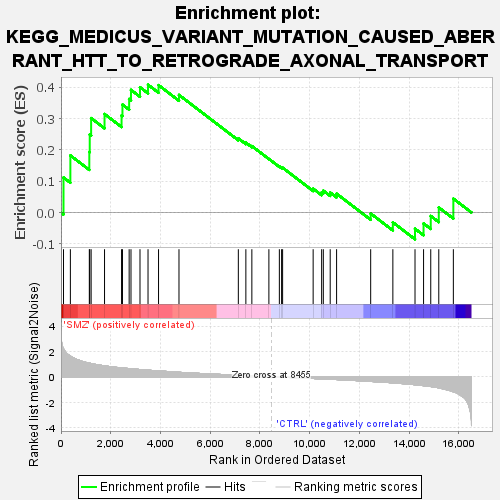 Enrichment plot:
KEGG_MEDICUS_VARIANT_MUTATION_CAUSED_ABER
RANT_HTT_TO_RETROGRADE_AXONAL_TRANSPORT
Enrichment score (ES)
0.4
0.3
0.2
0.1
0.0
-0.1
'SMZ' (positively correlated)
Ranked list metric (Signal2Noise)
4
2
0
-2
-4
Zero cross at 8455
'CTRL' (negatively correlated)
0 2,000 4,000 6,000 8,000 10,000 12,000 14,000 16,000
Rank in Ordered Dataset
Enrichment profile Hits Ranking metric scores